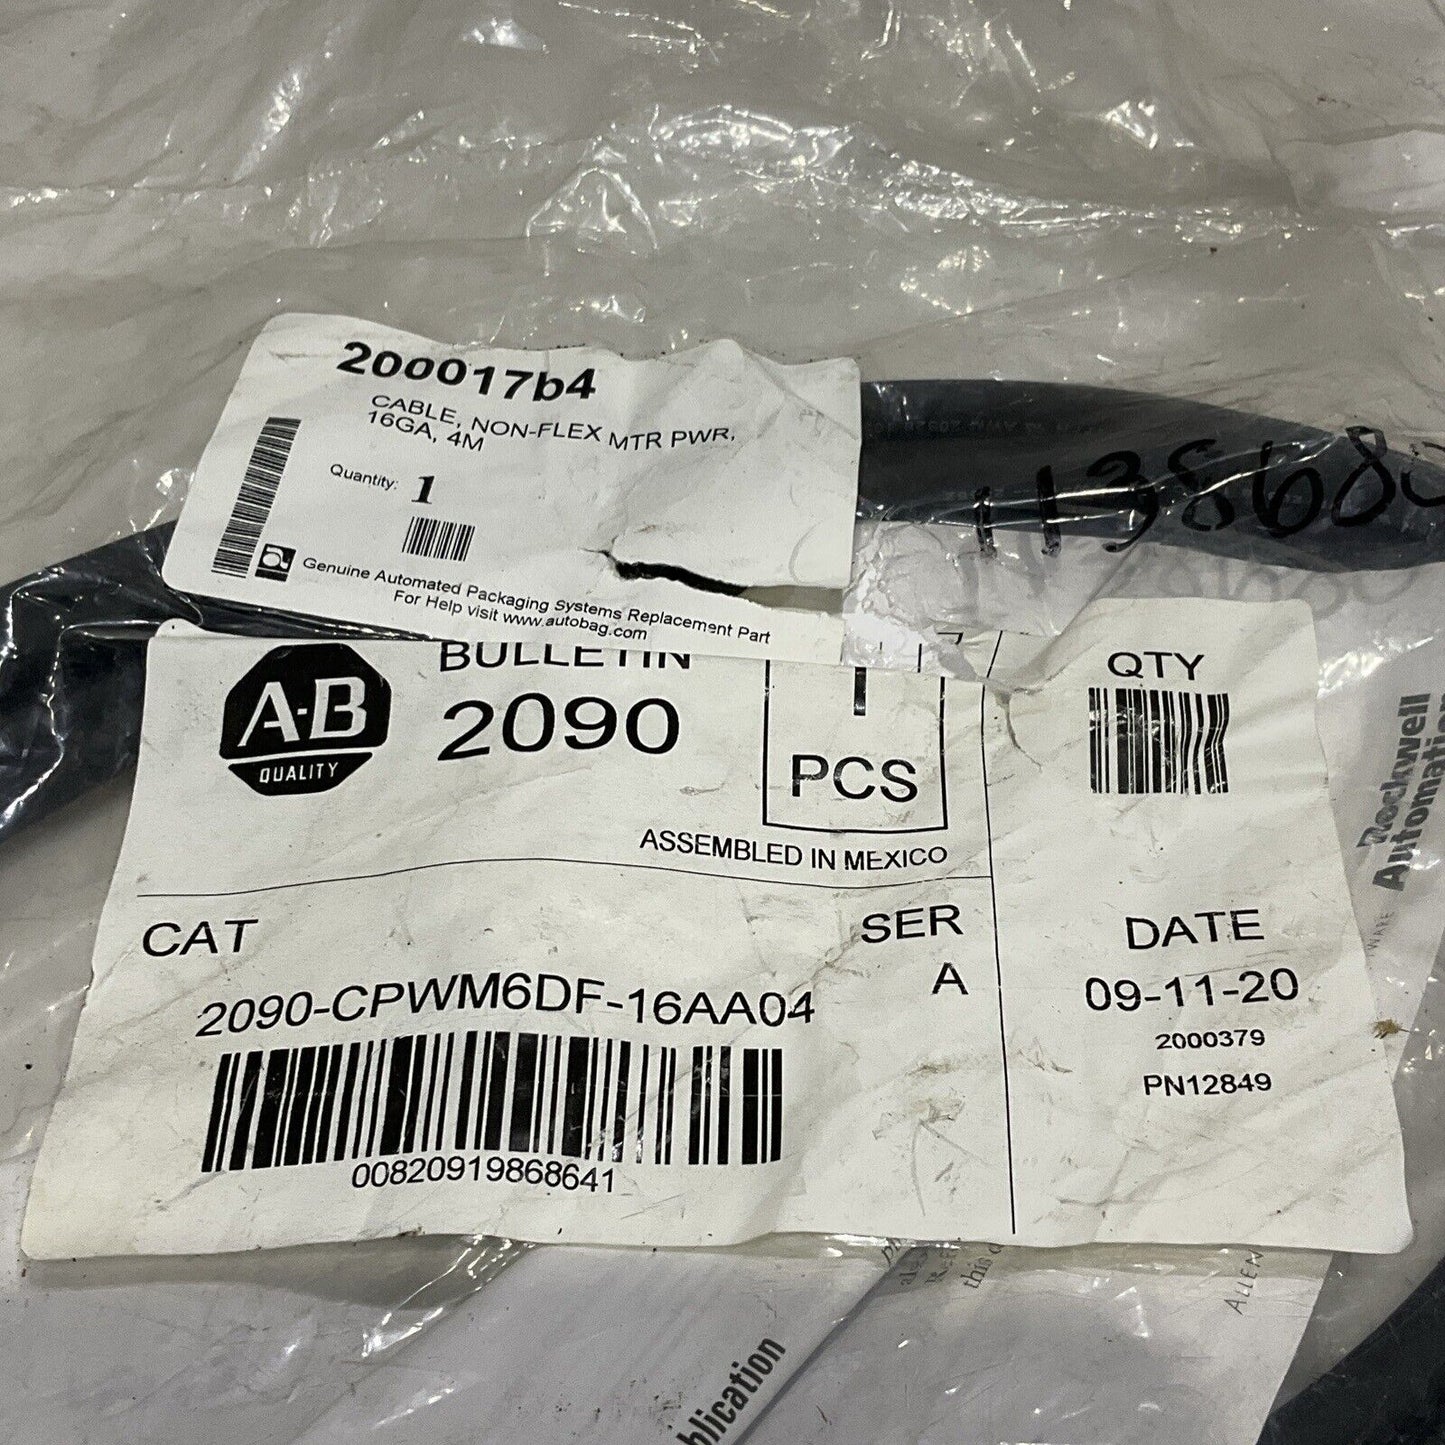 200017b4
CABLE, NON-FLEX MTR PWR,
16GA, 4M
Quantity: 1
Genuine Automated Packaging Systems Replacement Part
For Help visit www.autobag.com
A-B
QUALITY
BULLETIN
2090
PCS
ASSEMBLED IN MEXICO
CAT
2090-CPWM6DF-16AA04
00820919868641
SER
A
QTY
DATE
09-11-20
2000379
PN12849
Rockwell
Automation
this
ALLEN